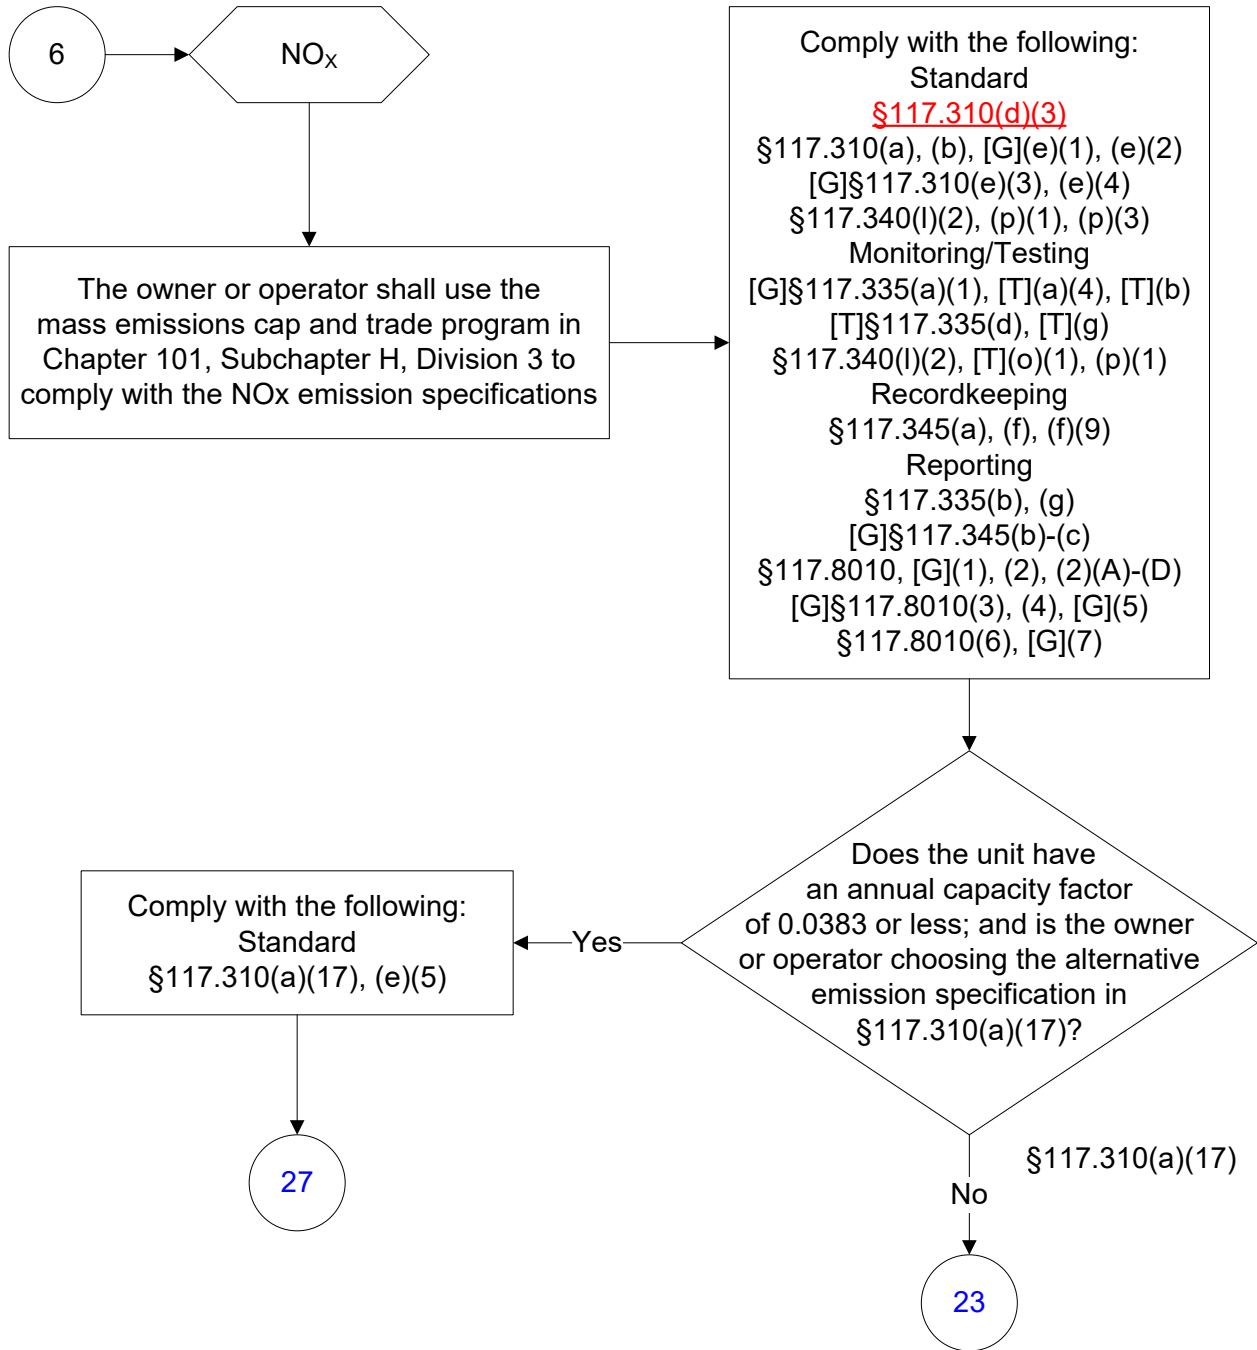 6
NOX
The owner or operator shall use the
mass emissions cap and trade program in
Chapter 101, Subchapter H, Division 3 to
comply with the NOx emission specifications
Comply with the following:
Standard
§117.310(d)(3)
§117.310(a), (b), [G](e)(1), (e)(2)
[G]§117.310(e)(3), (e)(4)
§117.340(l)(2), (p)(1), (p)(3)
Monitoring/Testing
[G]§117.335(a)(1), [T](a)(4), [T](b)
[T]§117.335(d), [T](g)
§117.340(l)(2), [T](o)(1), (p)(1)
Recordkeeping
§117.345(a), (f), (f)(9)
Reporting
§117.335(b), (g)
[G]§117.345(b)-(c)
§117.8010, [G](1), (2), (2)(A)-(D)
[G]§117.8010(3), (4), [G](5)
§117.8010(6), [G](7)
Does the unit have
an annual capacity factor
of 0.0383 or less; and is the owner
or operator choosing the alternative
emission specification in
§117.310(a)(17)?
Yes
Comply with the following:
Standard
§117.310(a)(17), (e)(5)
27
§117.310(a)(17)
No
23